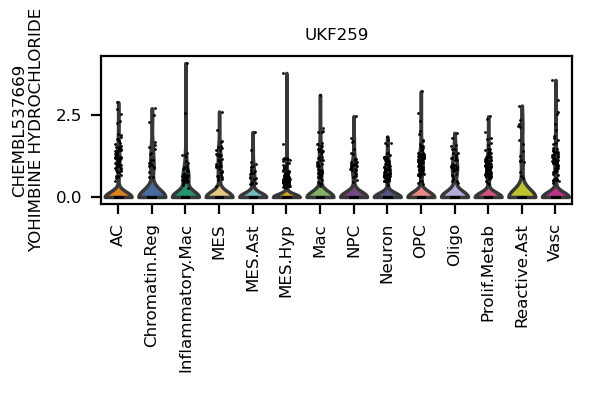 UKF259
CHEMBL537669
YOHIMBINE HYDROCHLORIDE
2.5
0.0
AC
Chromatin.Reg
Inflammatory.Mac
MES
MES.Ast
MES.Hyp
Mac
NPC
Neuron
OPC
Oligo
Prolif.Metab
Reactive.Ast
Vasc